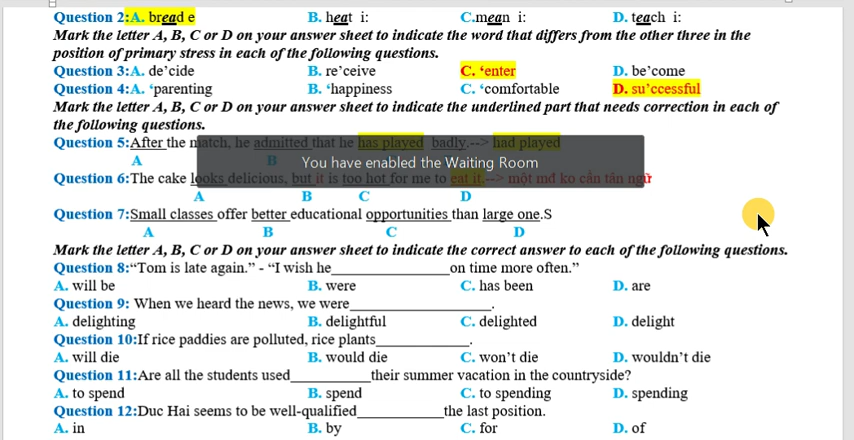 Question 2:A. bread e B. heat i: C.mean i: D. teach i:
Mark the letter A, B, C or D on your answer sheet to indicate the word that differs from the other three in the
position of primary stress in each of the following questions.
Question 3:A. de’cide B. re’ceive C. ‘enter D. be’come
Question 4:A. ‘parenting B. ‘happiness C. ‘comfortable D. su’ccessful
Mark the letter A, B, C or D on your answer sheet to indicate the underlined part that needs correction in each of
the following questions.
Question 5:After the match, he admitted that he has played badly.--> had played
A B
You have enabled the Waiting Room
Question 6:The cake looks delicious, but it is too hot for me to eat it.--> một mđ ko cần tân ngữ
A B C D
Question 7:Small classes offer better educational opportunities than large one.S
A B C D
Mark the letter A, B, C or D on your answer sheet to indicate the correct answer to each of the following questions.
Question 8:“Tom is late again.” - “I wish he________________on time more often.”
A. will be B. were C. has been D. are
Question 9: When we heard the news, we were___________________.
A. delighting B. delightful C. delighted D. delight
Question 10:If rice paddies are polluted, rice plants_____________.
A. will die B. would die C. won’t die D. wouldn’t die
Question 11:Are all the students used___________their summer vacation in the countryside?
A. to spend B. spend C. to spending D. spending
Question 12:Duc Hai seems to be well-qualified____________the last position.
A. in B. by C. for D. of